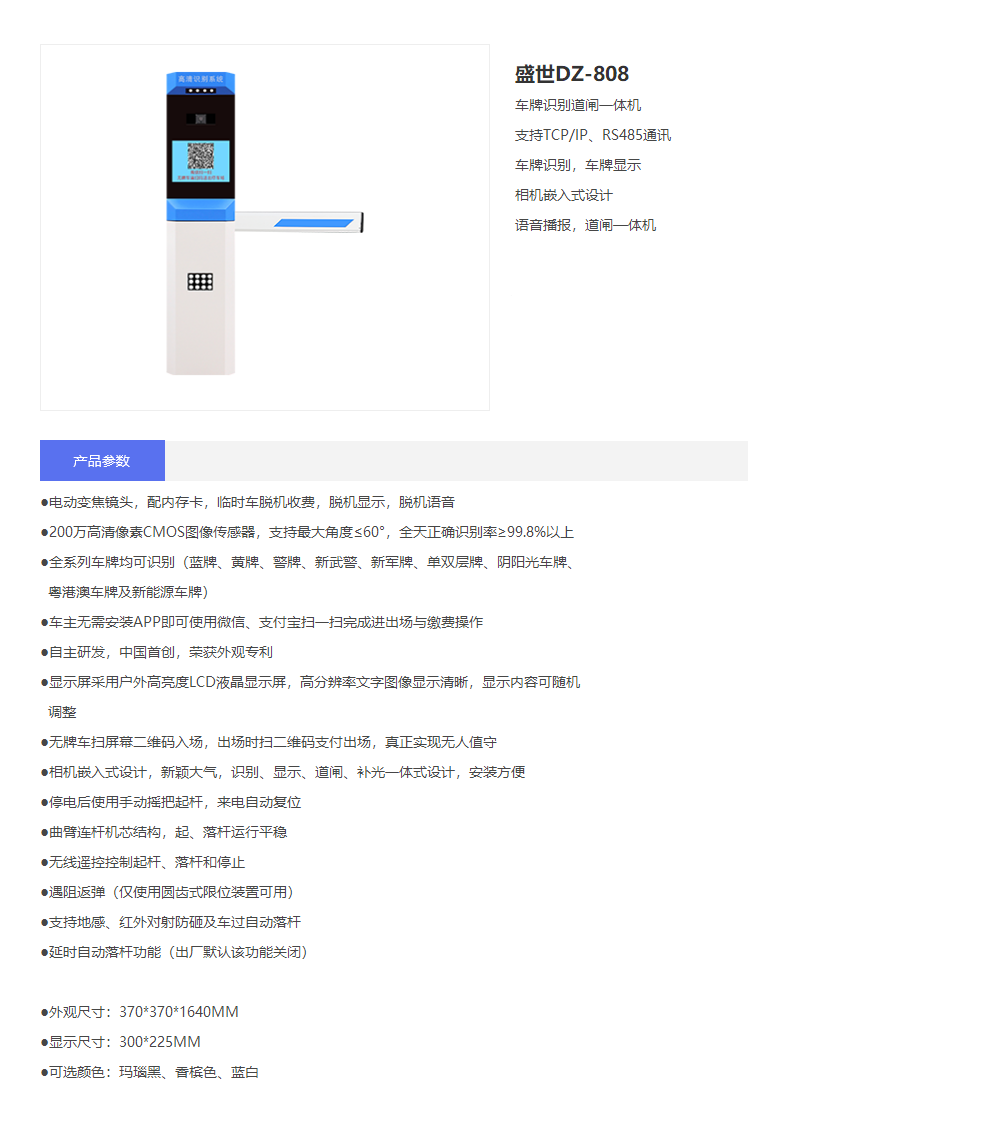 高清识别系统
盛世DZ-808
车牌识别道闸一体机
支持TCP/IP、RS485通讯
车牌识别，车牌显示
相机嵌入式设计
语音播报，道闸一体机
产品参数
●电动变焦镜头，配内存卡，临时车脱机收费，脱机显示，脱机语音
●200万高清像素CMOS图像传感器，支持最大角度≤60°，全天正确识别率≥99.8%以上
●全系列车牌均可识别（蓝牌、黄牌、警牌、新武警、新军牌、单双层牌、阴阳光车牌、
粤港澳车牌及新能源车牌）
●车主无需安装APP即可使用微信、支付宝扫一扫完成进出场与缴费操作
●自主研发，中国首创，荣获外观专利
●显示屏采用户外高亮度LCD液晶显示屏，高分辨率文字图像显示清晰，显示内容可随机
调整
●无牌车扫屏幕二维码入场，出场时扫二维码支付出场，真正实现无人值守
●相机嵌入式设计，新颖大气，识别、显示、道闸、补光一体式设计，安装方便
●停电后使用手动摇把起杆，来电自动复位
●曲臂连杆机芯结构，起、落杆运行平稳
●无线遥控控制起杆、落杆和停止
●遇阻返弹（仅使用圆齿式限位装置可用）
●支持地感、红外对射防砸及车过自动落杆
●延时自动落杆功能（出厂默认该功能关闭）
●外观尺寸：370*370*1640MM
●显示尺寸：300*225MM
●可选颜色：玛瑙黑、香槟色、蓝白